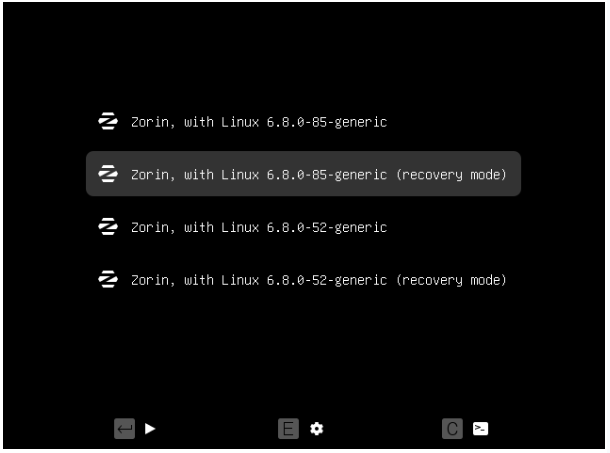 Zorin, with Linux 6.8.0-85-generic
Zorin, with Linux 6.8.0-85-generic (recovery mode)
Zorin, with Linux 6.8.0-52-generic
Zorin, with Linux 6.8.0-52-generic (recovery mode)
E
C